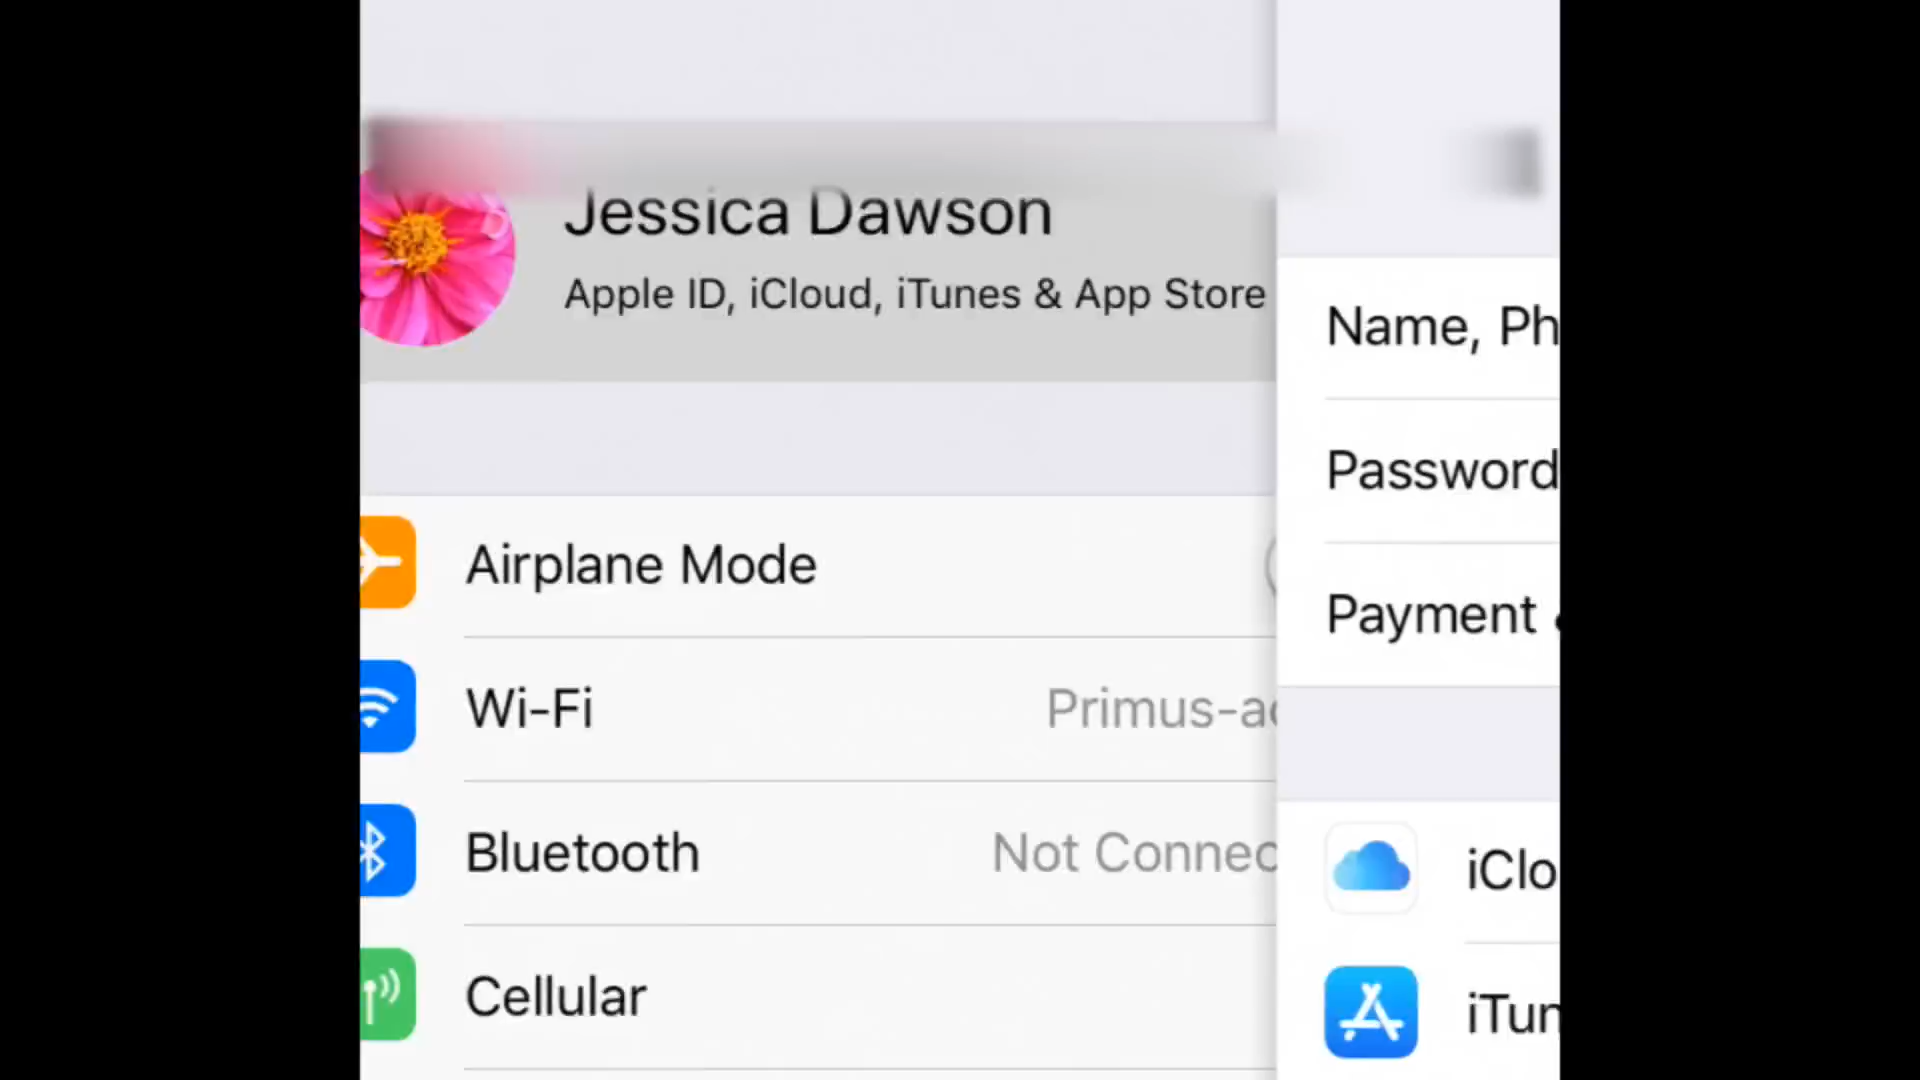 Jessica Dawson
Apple ID, iCloud, iTunes & App Store
Airplane Mode
Wi-Fi
Primus-ac
Bluetooth
Not Connec
Cellular
Name, Ph
Password
Payment
iClo
iTun